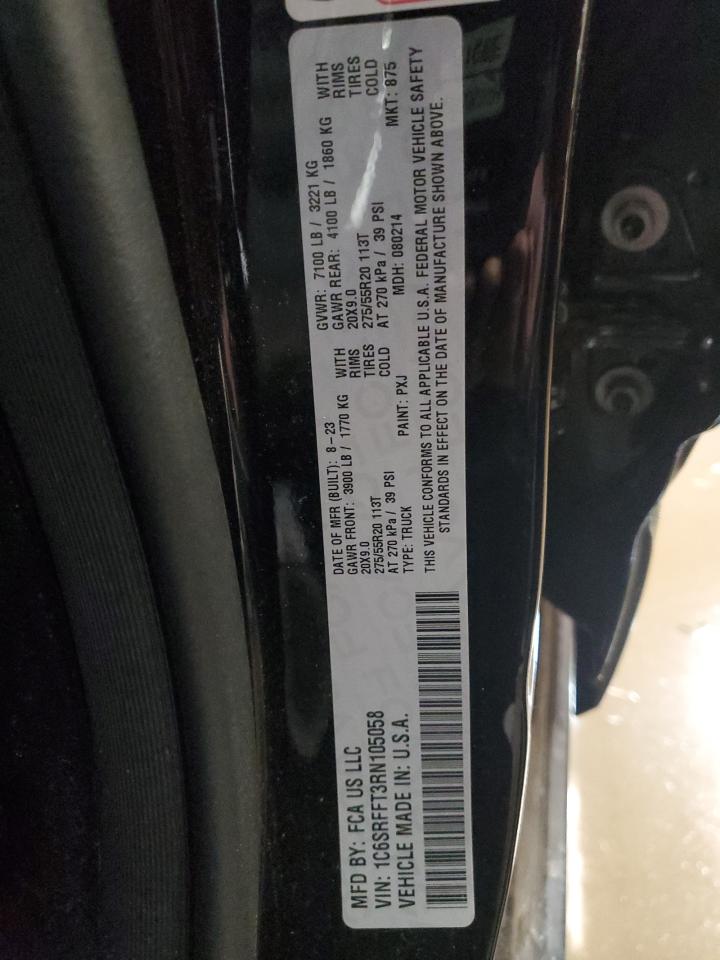 MFD BY: FCA US LLC
VIN: 1C6SRFFT3RN105058
VEHICLE MADE IN: U.S.A.
DATE OF MFR (BUILT): 8-23
GAWR FRONT: 3900 LB / 1770 KG WITH
20X9.0 RIMS
275/55R20 113T TIRES
AT 270 kPa / 39 PSI COLD
TYPE: TRUCK PAINT: PXJ
GVWR: 7100 LB / 3221 KG
GAWR REAR: 4100 LB / 1860 KG WITH
20X9.0 RIMS
275/55R20 113T TIRES
AT 270 kPa / 39 PSI COLD
MDH: 080214 MKT: 875
THIS VEHICLE CONFORMS TO ALL APPLICABLE U.S.A. FEDERAL MOTOR VEHICLE SAFETY
STANDARDS IN EFFECT ON THE DATE OF MANUFACTURE SHOWN ABOVE.